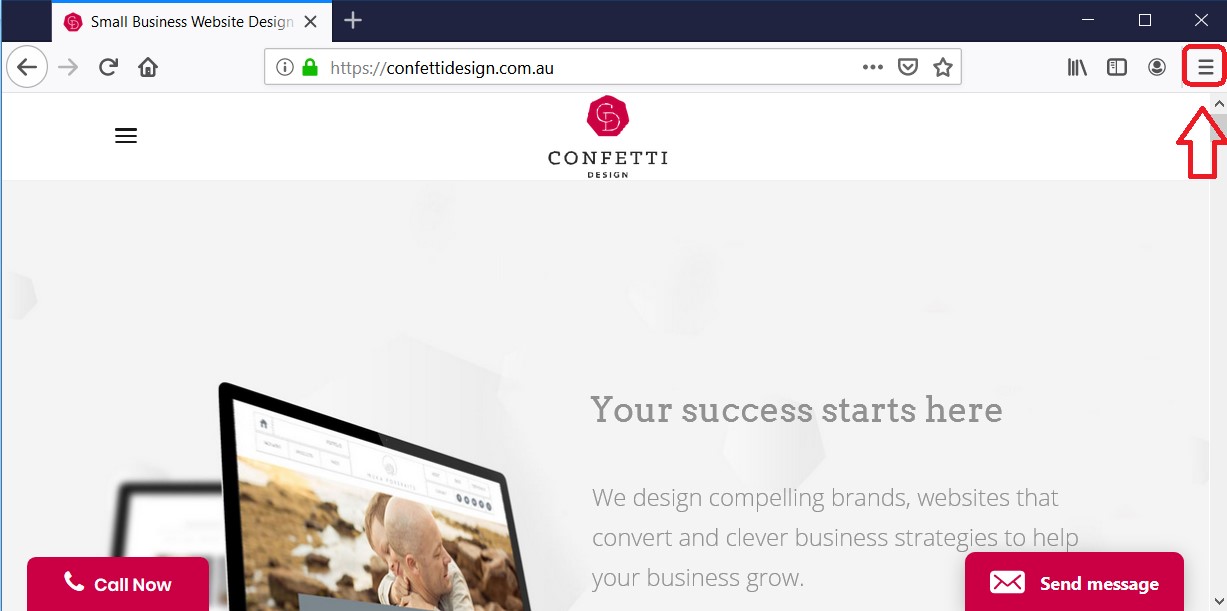 Small Business Website Design
https://confettidesign.com.au
CD
CONFETTI
DESIGN
Your success starts here
We design compelling brands, websites that
convert and clever business strategies to help
your business grow.
Call Now
Send message